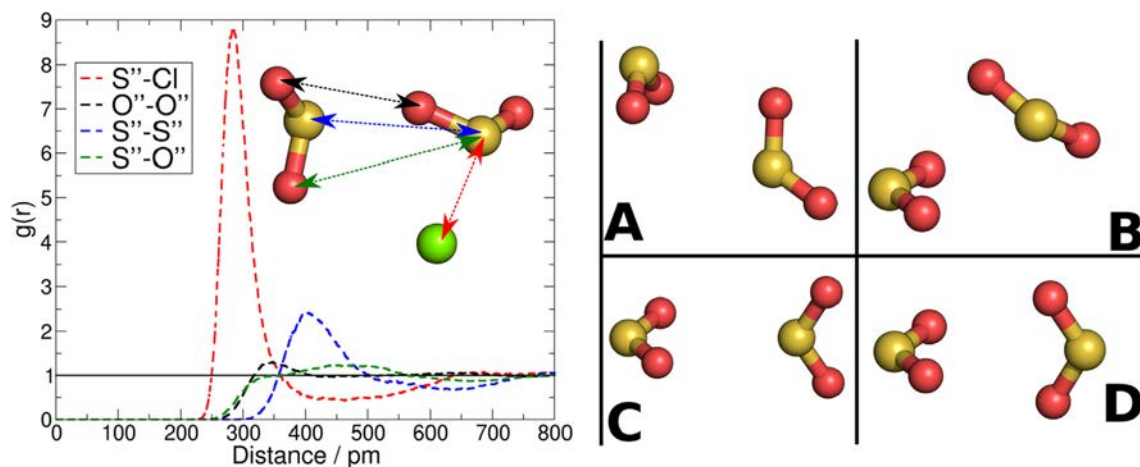 9
8
7
6
5
4
3
2
1
0
g(r)
S’’-Cl
O’’-O’’
S’’-S’’
S’’-O’’
0 100 200 300 400 500 600 700 800
Distance / pm
A
B
C
D